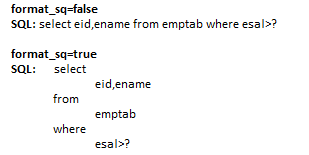 format_sq=false
SQL: select eid,ename from emptab where esal>?
format_sq=true
SQL: select
eid,ename
from
emptab
where
esal>?